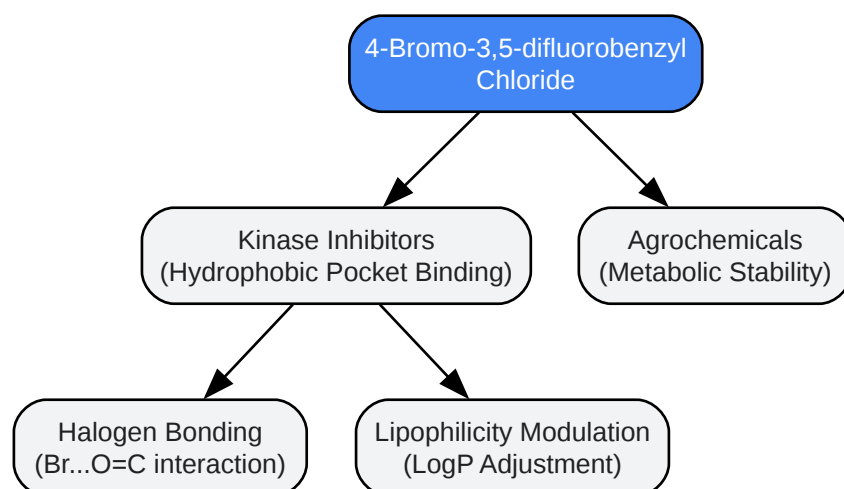 4-Bromo-3,5-difluorobenzyl
Chloride
Kinase Inhibitors
(Hydrophobic Pocket Binding)
Agrochemicals
(Metabolic Stability)
Halogen Bonding
(Br...O=C interaction)
Lipophilicity Modulation
(LogP Adjustment)